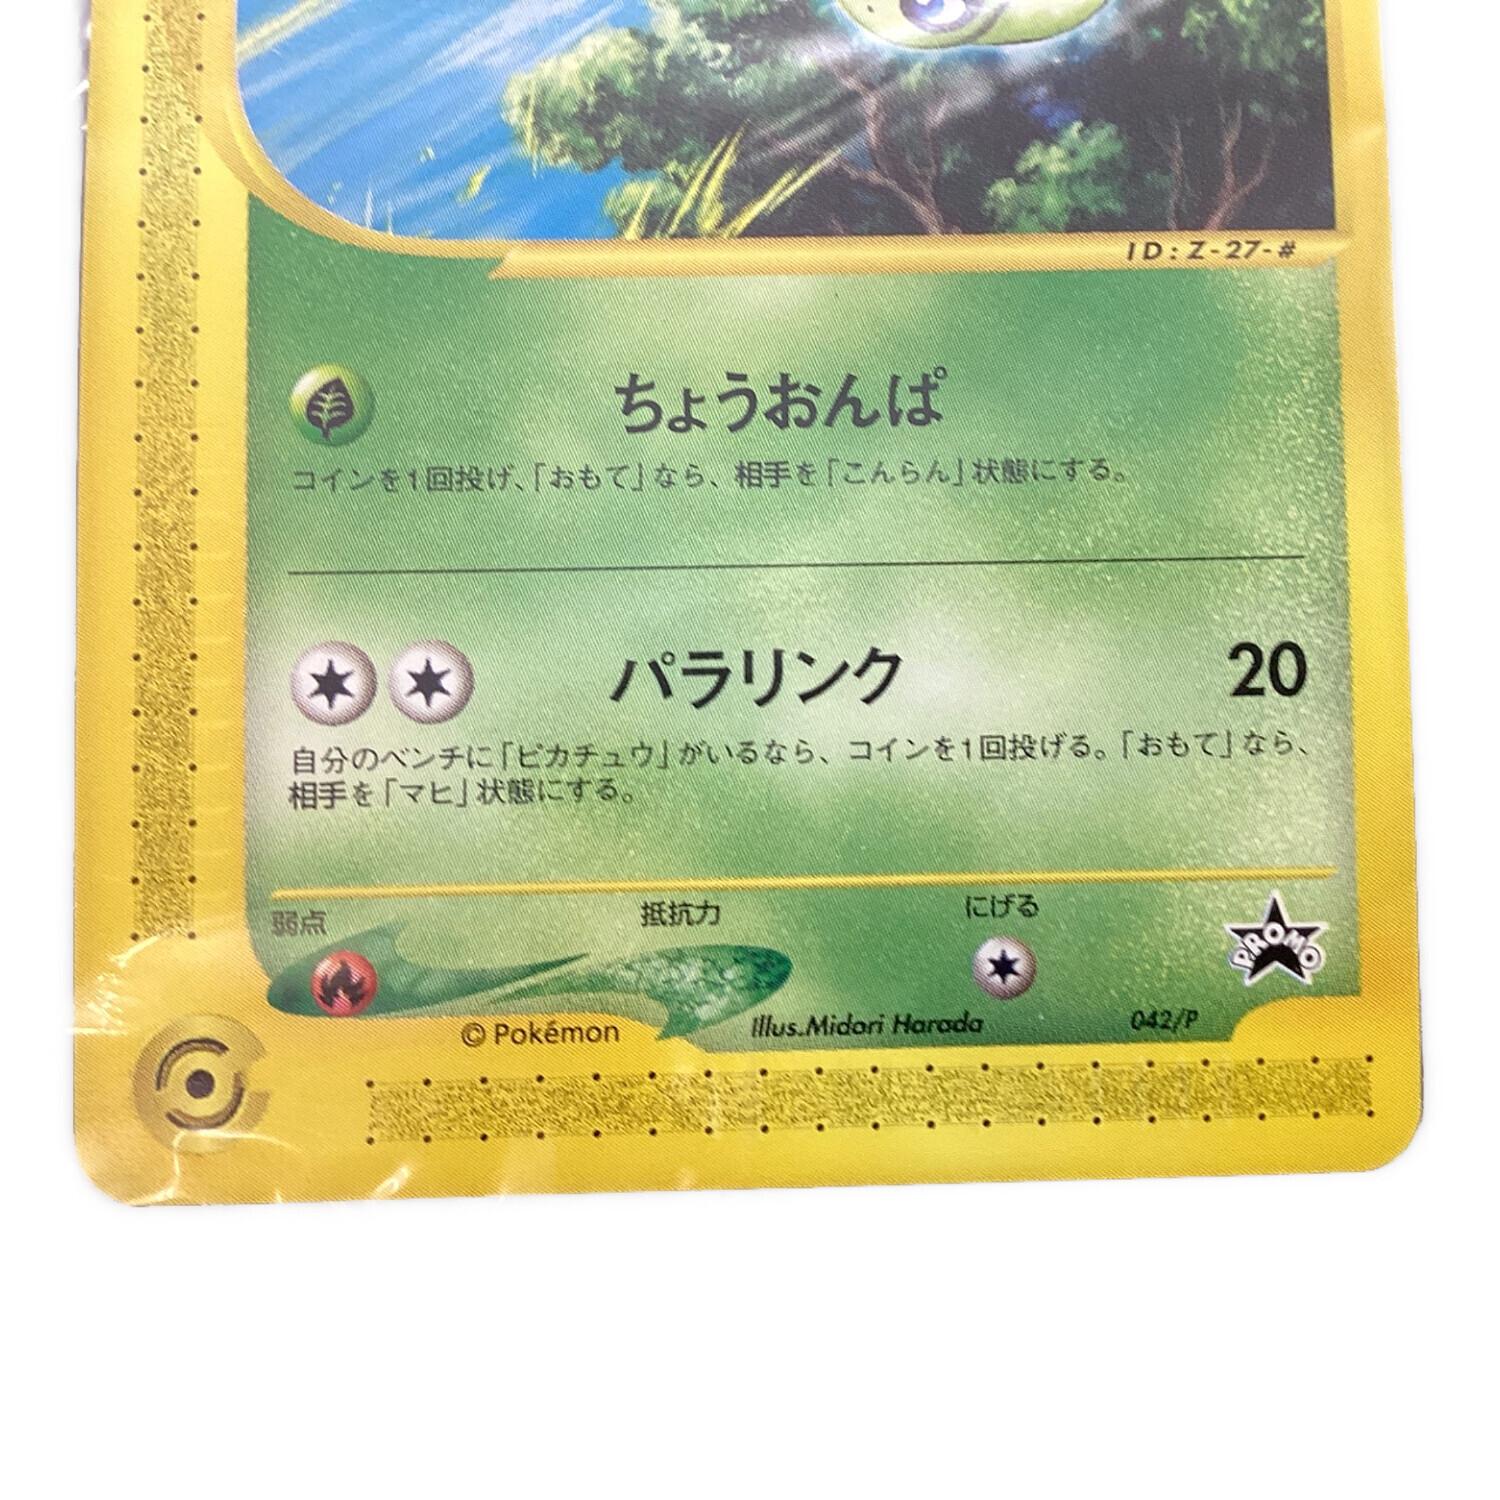 ID:Z-27-#
ちょうおんぱ
コインを1回投げ、「おもて」なら、相手を「こんらん」状態にする。
パラリンク 20
自分のベンチに「ピカチュウ」がいるなら、コインを1回投げる。「おもて」なら、
相手を「マヒ」状態にする。
弱点 抵抗力 にげる
PROMO
© Pokémon Illus.Midori Harada 042/P